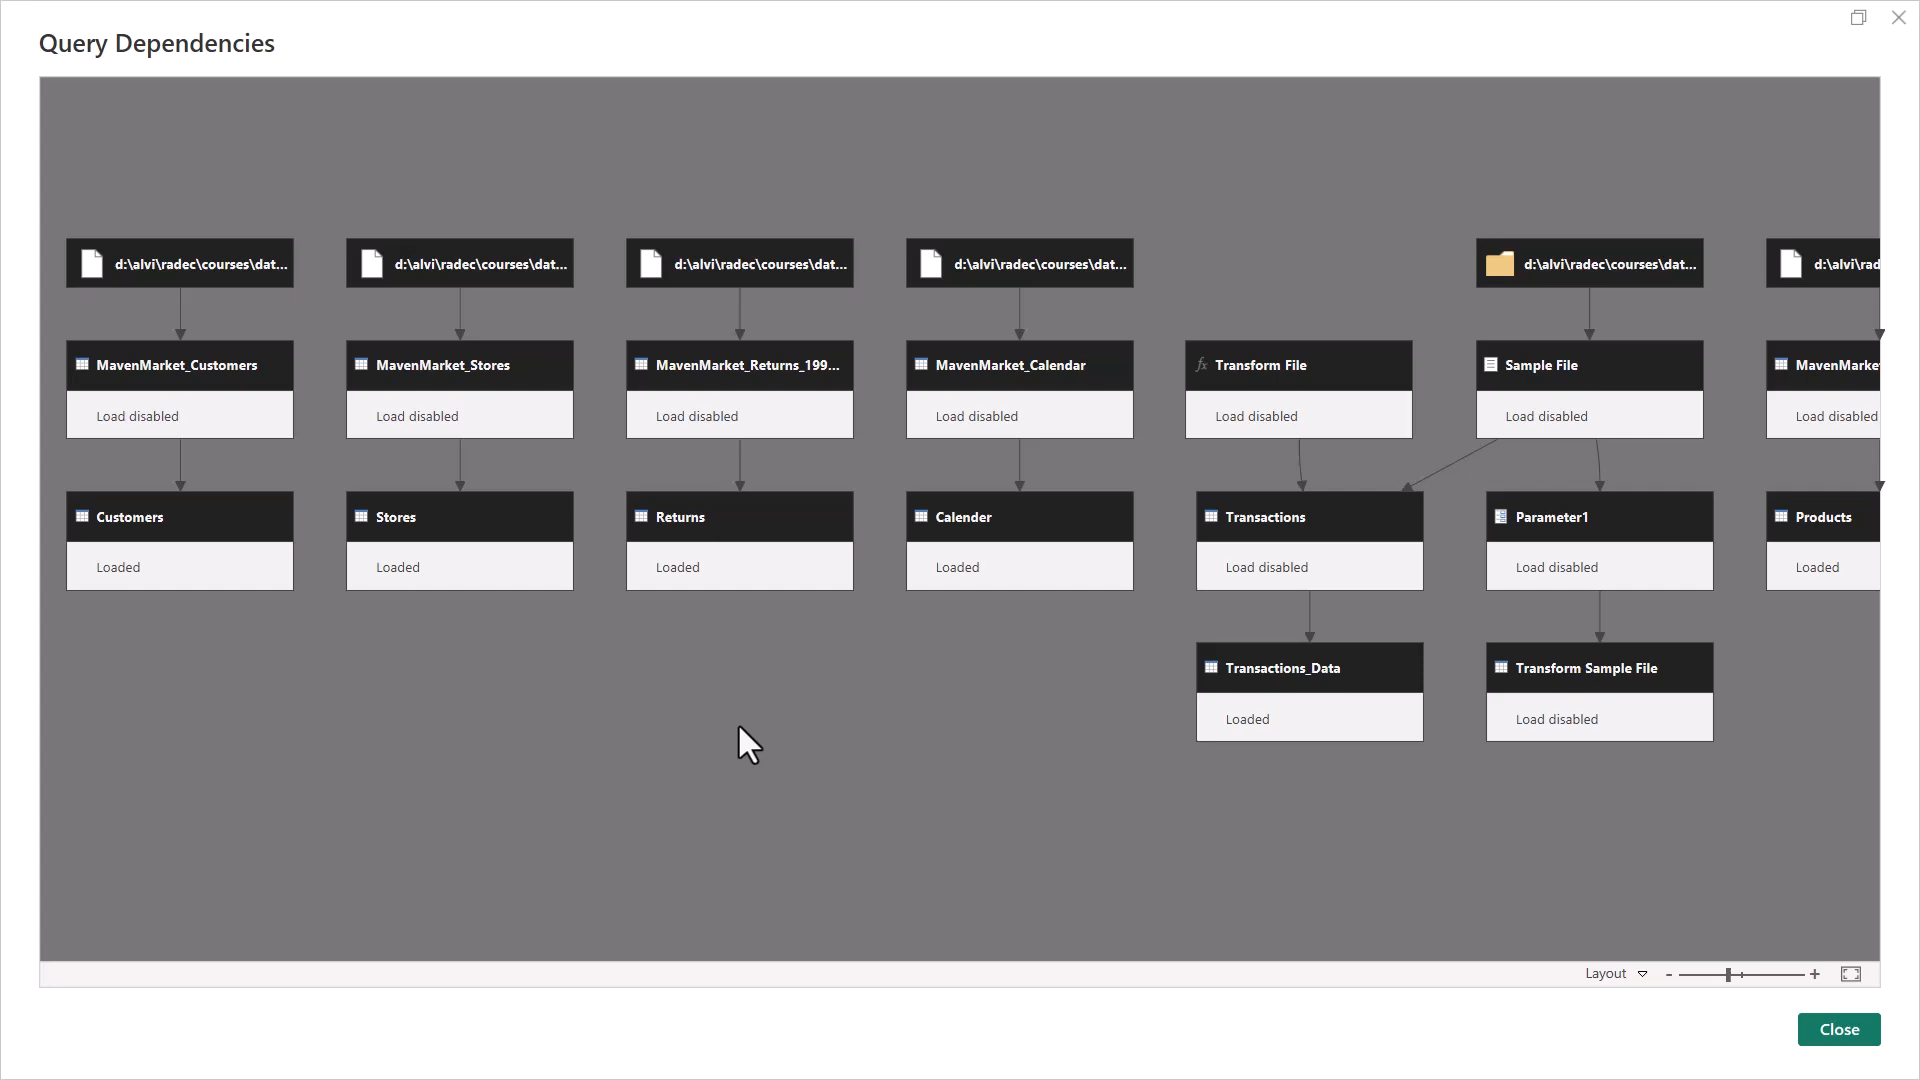 Query Dependencies
d:\alvi\radec\courses\dat...
d:\alvi\radec\courses\dat...
d:\alvi\radec\courses\dat...
d:\alvi\radec\courses\dat...
d:\alvi\radec\courses\dat...
d:\alvi\rad
MavenMarket_Customers
MavenMarket_Stores
MavenMarket_Returns_199...
MavenMarket_Calendar
fx Transform File
Sample File
MavenMarke
Load disabled
Load disabled
Load disabled
Load disabled
Load disabled
Load disabled
Load disabled
Customers
Stores
Returns
Calender
Transactions
Parameter1
Products
Loaded
Loaded
Loaded
Loaded
Load disabled
Load disabled
Loaded
Transactions_Data
Transform Sample File
Loaded
Load disabled
Layout
- +
Close